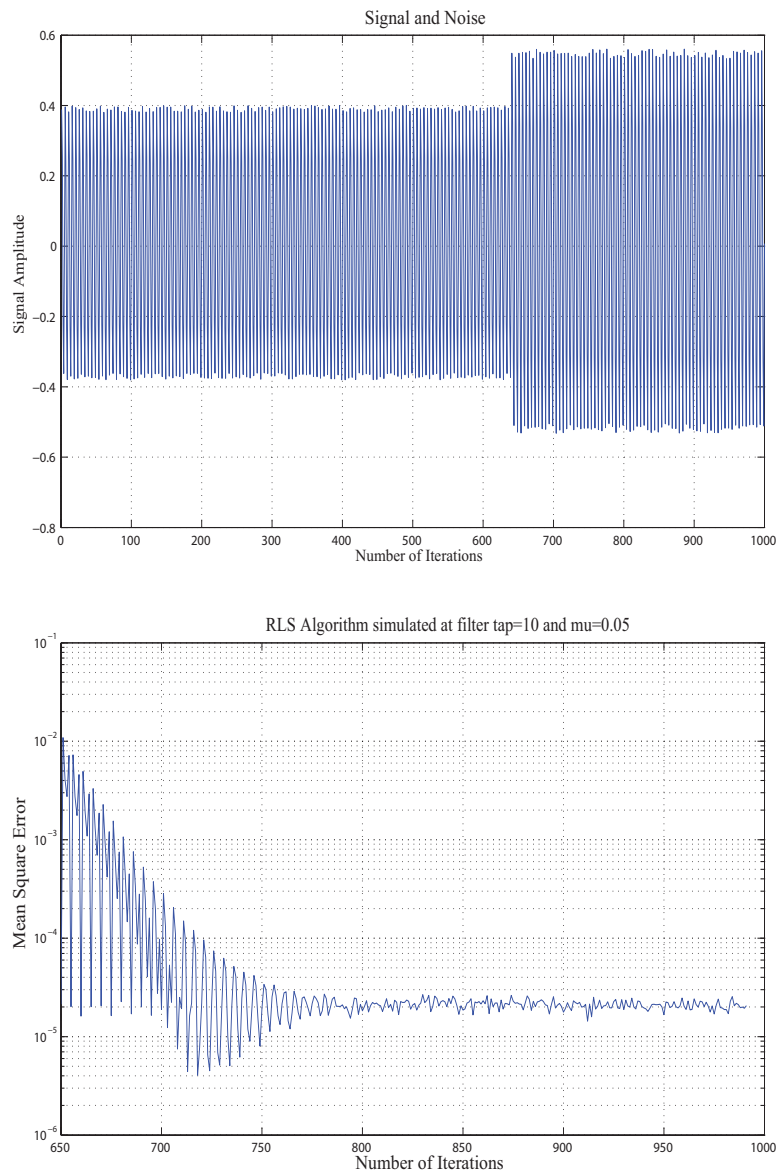 Signal and Noise
0.6
0.4
0.2
0
−0.2
−0.4
−0.6
−0.8
Signal Amplitude
0 100 200 300 400 500 600 700 800 900 1000
Number of Iterations
RLS Algorithm simulated at filter tap=10 and mu=0.05
10⁻¹
10⁻²
10⁻³
10⁻⁴
10⁻⁵
10⁻⁶
Mean Square Error
650 700 750 800 850 900 950 1000
Number of Iterations